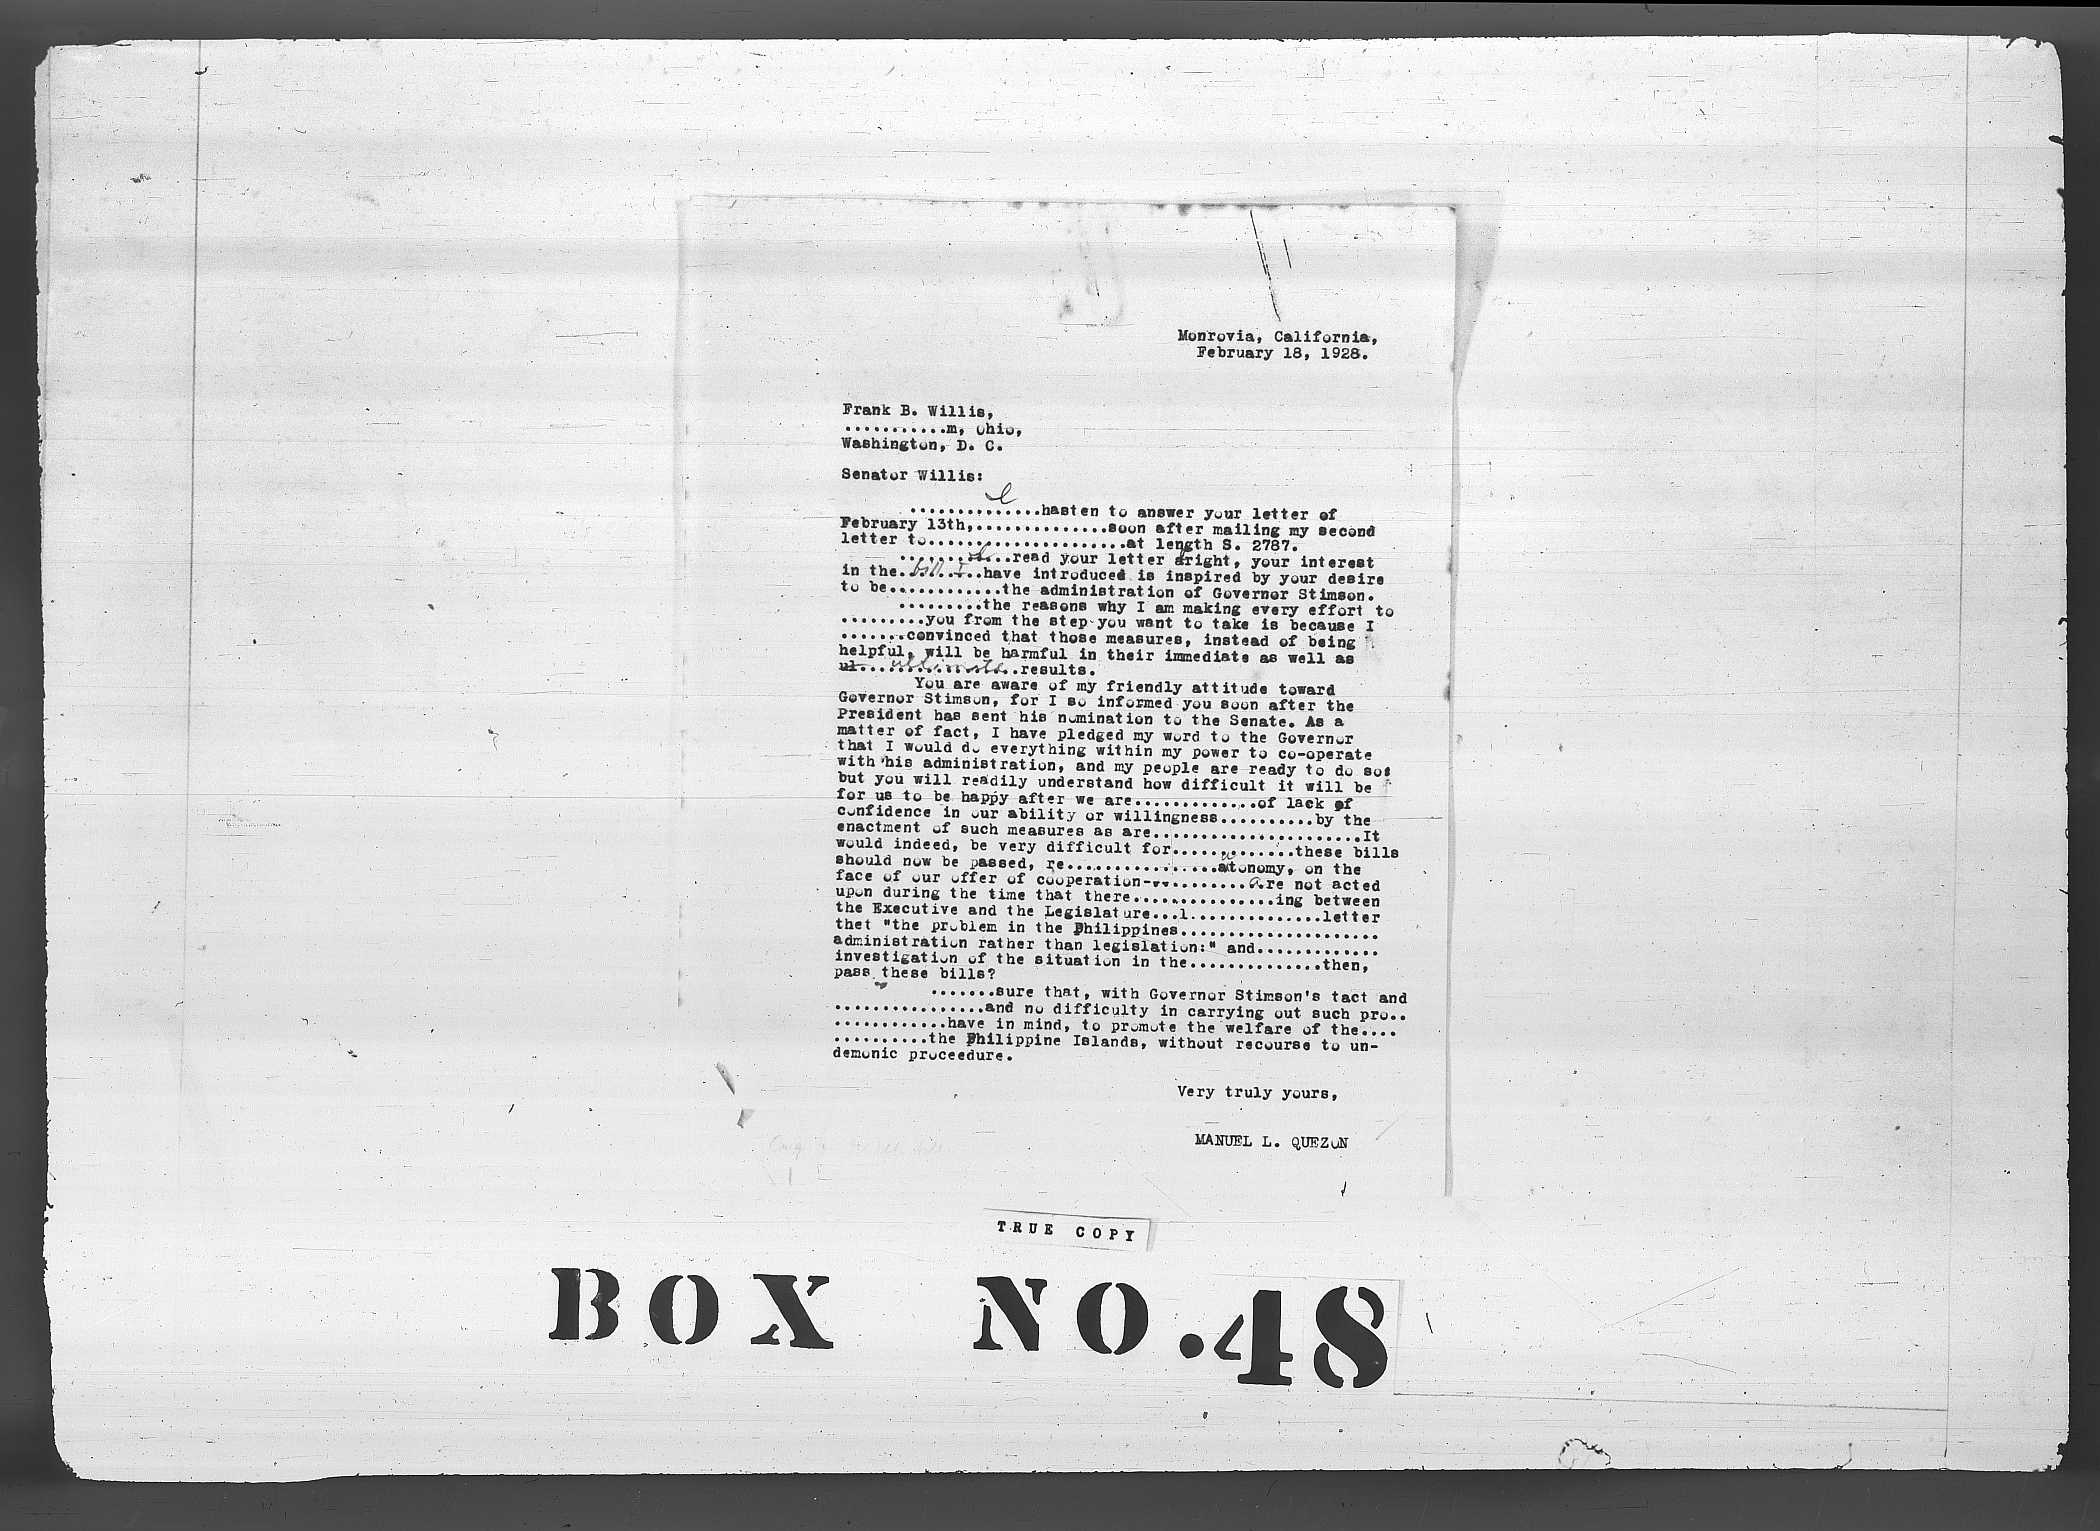 Monrovia, California,
February 18, 1928.
Frank B. Willis,
...........m, Ohio,
Washington, D. C.
Senator Willis:
I
..............hasten to answer your letter of
February 13th,..............soon after mailing my second
letter to.....................at length S. 2787.
............read your letter aright, your interest
in the.bill I..have introduced is inspired by your desire
to be............the administration of Governor Stimson.
.........the reasons why I am making every effort to
.........you from the step you want to take is because I
.......convinced that those measures, instead of being
helpful, will be harmful in their immediate as well as
ul...ultimate..results.
You are aware of my friendly attitude toward
Governor Stimson, for I so informed you soon after the
President has sent his nomination to the Senate. As a
matter of fact, I have pledged my word to the Governor
that I would do everything within my power to co-operate
with his administration, and my people are ready to do so;
but you will readily understand how difficult it will be
for us to be happy after we are.............of lack of
confidence in our ability or willingness..........by the
enactment of such measures as are......................It
would indeed, be very difficult for.............these bills
should now be passed, re................autonomy, on the
face of our offer of cooperation-..........are not acted
upon during the time that there...............ing between
the Executive and the Legislature...l..............letter
thet "the problem in the Philippines.....................
administration rather than legislation:" and.............
investigation of the situation in the..............then,
pass these bills?
.......sure that, with Governor Stimson's tact and
................and no difficulty in carrying out such pro..
............have in mind, to promote the welfare of the....
..........the Philippine Islands, without recourse to un-
demonic proceedure.
Very truly yours,
MANUEL L. QUEZON
TRUE COPY
BOX NO. 48